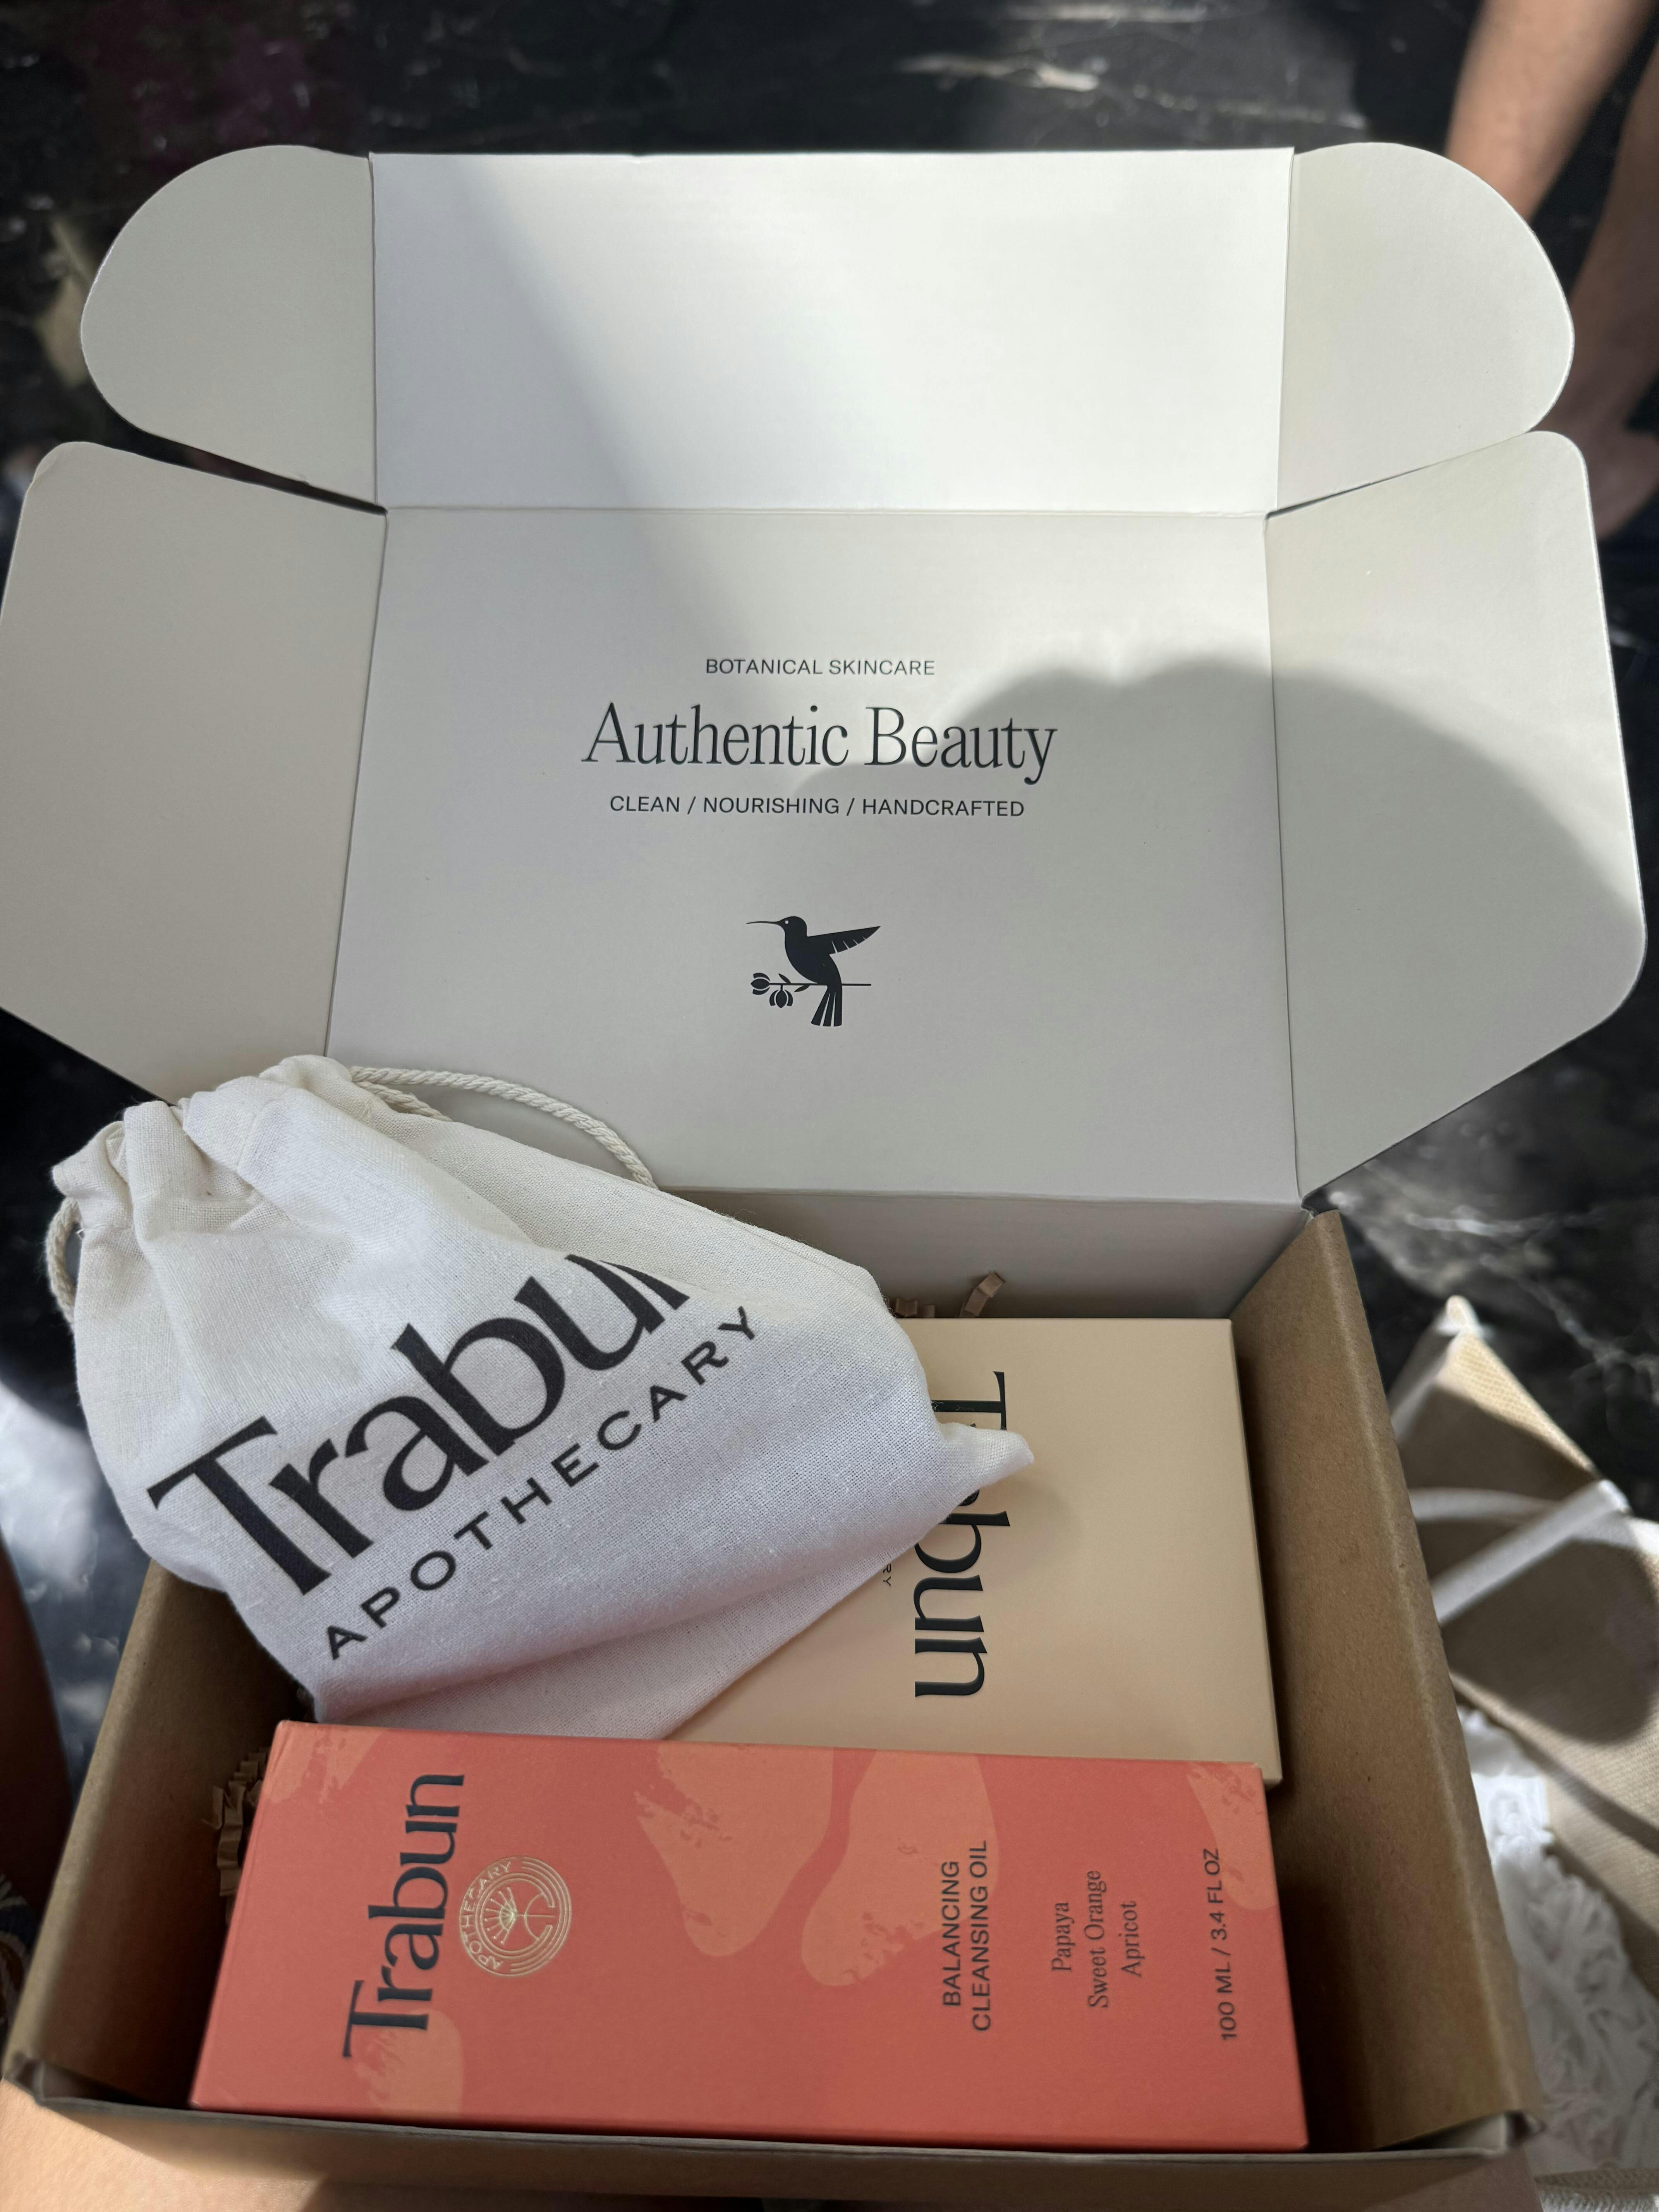 BOTANICAL SKINCARE
Authentic Beauty
CLEAN / NOURISHING / HANDCRAFTED
Trabun
APOTHECARY
Trabun
Trabun
APOTHECARY
BALANCING
CLEANSING OIL
Papaya
Sweet Orange
Apricot
100 ML / 3.4 FL OZ